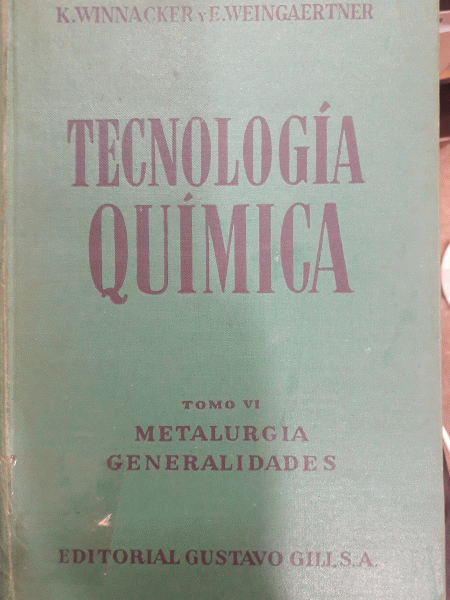 K. WINNACKER Y E. WEINGAERTNER
TECNOLOGÍA
QUÍMICA
TOMO VI
METALURGIA
GENERALIDADES
EDITORIAL GUSTAVO GILI, S.A.